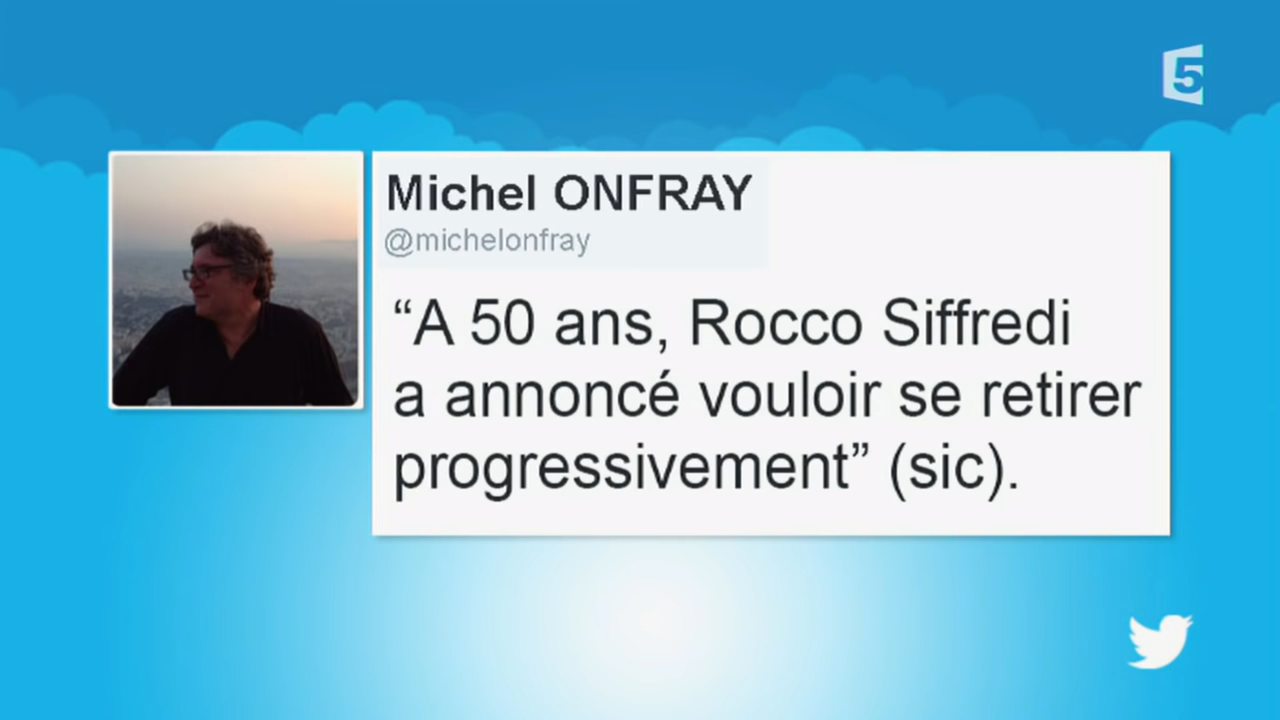 5
Michel ONFRAY
@michelonfray
“A 50 ans, Rocco Siffredi
a annoncé vouloir se retirer
progressivement” (sic).